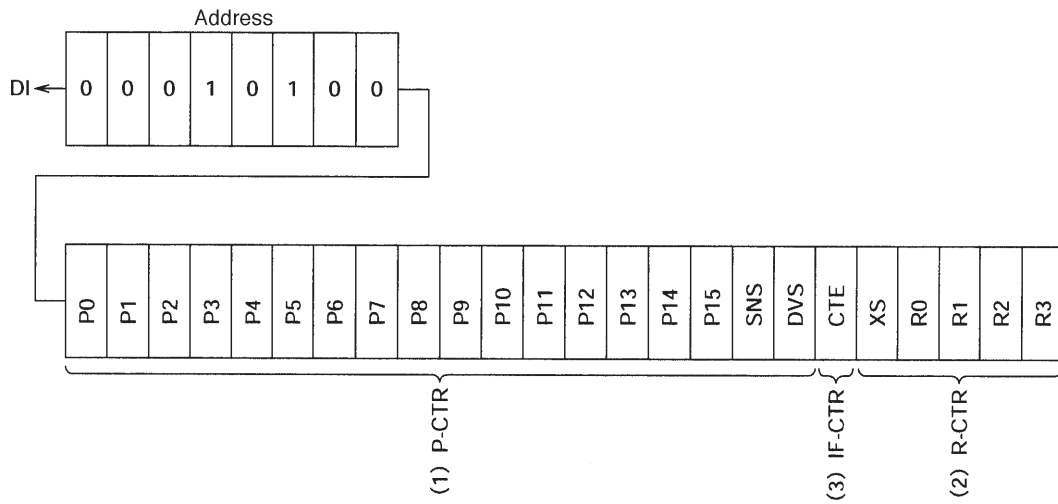 Address
DI 0 0 0 1 0 1 0 0
P0 P1 P2 P3 P4 P5 P6 P7 P8 P9 P10 P11 P12 P13 P14 P15 SNS DVS CTE XS R0 R1 R2 R3
(1) P-CTR
(3) IF-CTR
(2) R-CTR